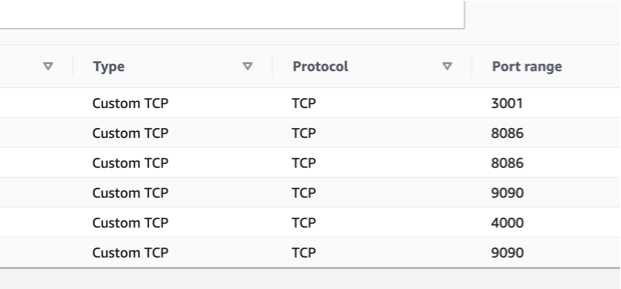 Type Protocol Port range
Custom TCP TCP 3001
Custom TCP TCP 8086
Custom TCP TCP 8086
Custom TCP TCP 9090
Custom TCP TCP 4000
Custom TCP TCP 9090